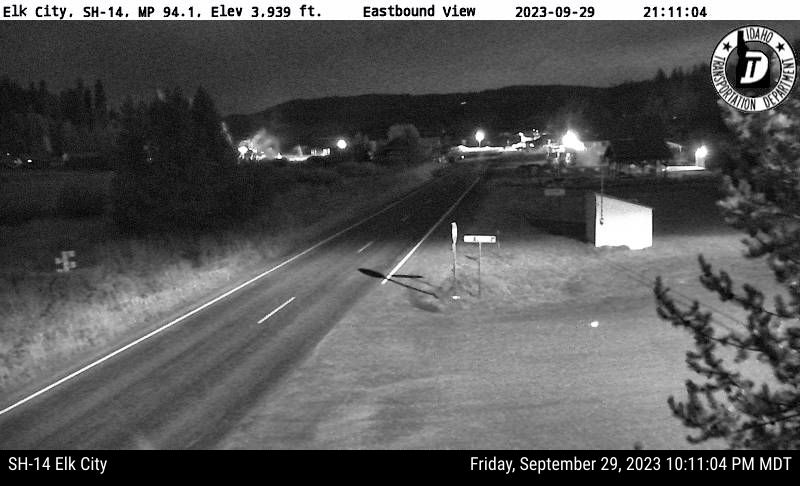 Elk City, SH-14, MP 94.1, Elev 3,939 ft. Eastbound View 2023-09-29 21:11:04
IDAHO
TRANSPORTATION DEPARTMENT
SH-14 Elk City Friday, September 29, 2023 10:11:04 PM MDT